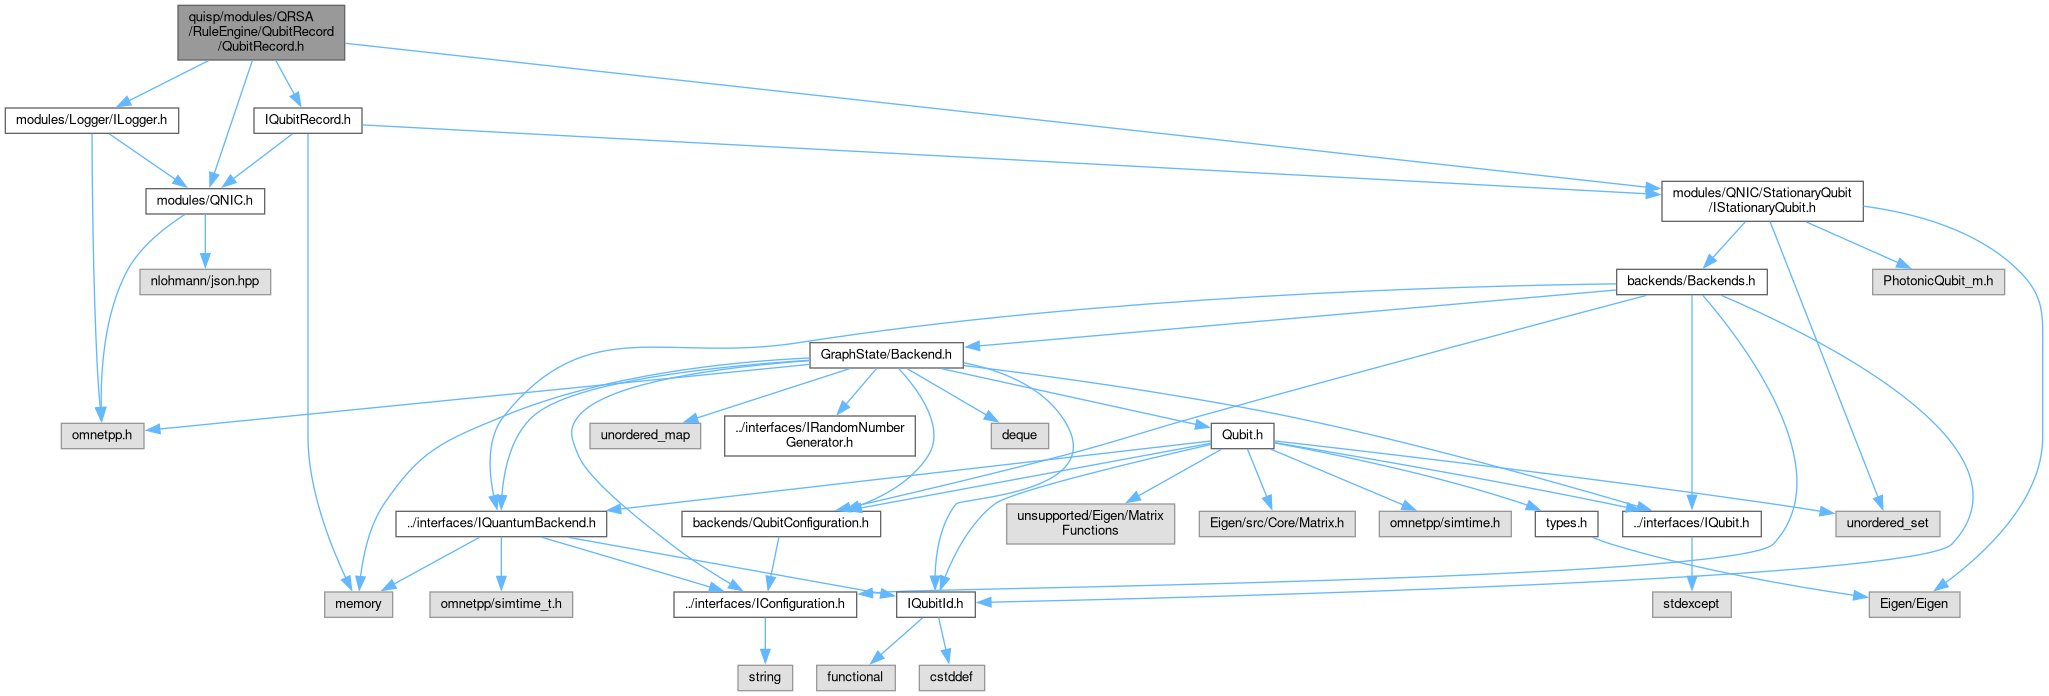 quisp/modules/QRSA
/RuleEngine/QubitRecord
/QubitRecord.h
modules/Logger/ILogger.h
IQubitRecord.h
modules/QNIC.h
modules/QNIC/StationaryQubit
/IStationaryQubit.h
nlohmann/json.hpp
backends/Backends.h
PhotonicQubit_m.h
GraphState/Backend.h
omnetpp.h
unordered_map
../interfaces/IRandomNumber
Generator.h
deque
Qubit.h
../interfaces/IQuantumBackend.h
backends/QubitConfiguration.h
unsupported/Eigen/Matrix
Functions
Eigen/src/Core/Matrix.h
omnetpp/simtime.h
types.h
../interfaces/IQubit.h
unordered_set
memory
omnetpp/simtime_t.h
../interfaces/IConfiguration.h
IQubitId.h
stdexcept
Eigen/Eigen
string
functional
cstddef